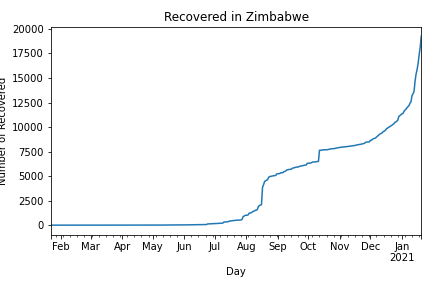 Recovered in Zimbabwe
Number of Recovered
20000
17500
15000
12500
10000
7500
5000
2500
0
Feb Mar Apr May Jun Jul Aug Sep Oct Nov Dec Jan
2021
Day